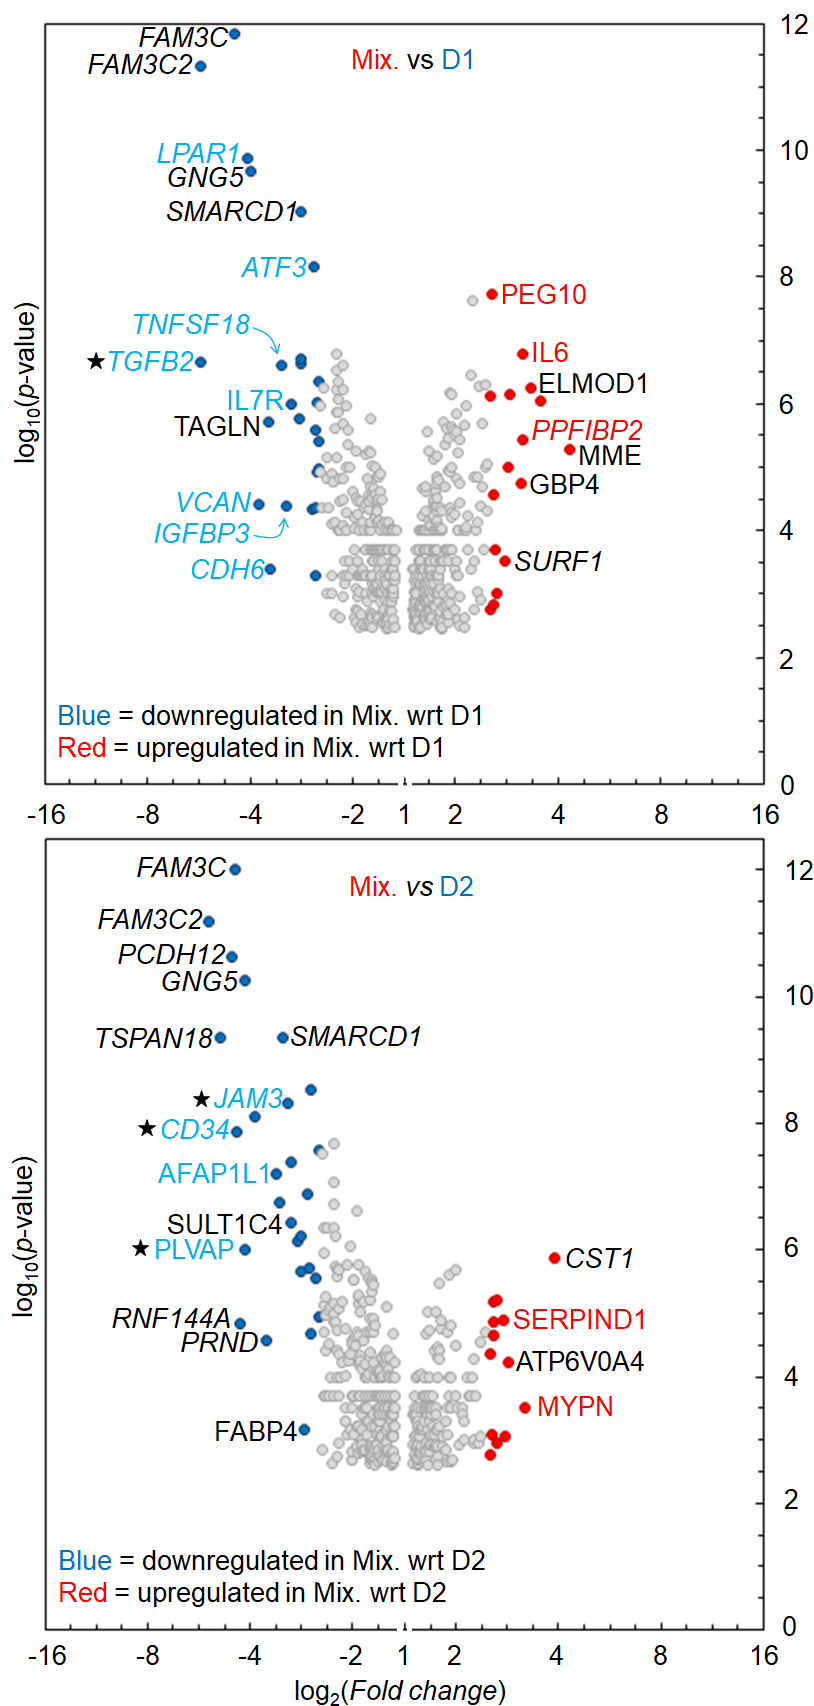 FAM3C
FAM3C2
Mix. vs D1
LPAR1
GNG5
SMARCD1
ATF3
PEG10
TNFSF18
★ TGFB2
IL6
ELMOD1
IL7R
TAGLN
PPFIBP2
MME
VCAN
GBP4
IGFBP3
CDH6
SURF1
log10(p-value)
12
10
8
6
4
2
0
Blue = downregulated in Mix. wrt D1
Red = upregulated in Mix. wrt D1
-16 -8 -4 -2 1 2 4 8 16
FAM3C
Mix. vs D2
FAM3C2
PCDH12
GNG5
TSPAN18
SMARCD1
★ JAM3
★ CD34
AFAP1L1
SULT1C4
★ PLVAP
CST1
RNF144A
SERPIND1
PRND
ATP6V0A4
MYPN
FABP4
log10(p-value)
12
10
8
6
4
2
0
Blue = downregulated in Mix. wrt D2
Red = upregulated in Mix. wrt D2
-16 -8 -4 -2 1 2 4 8 16
log2(Fold change)